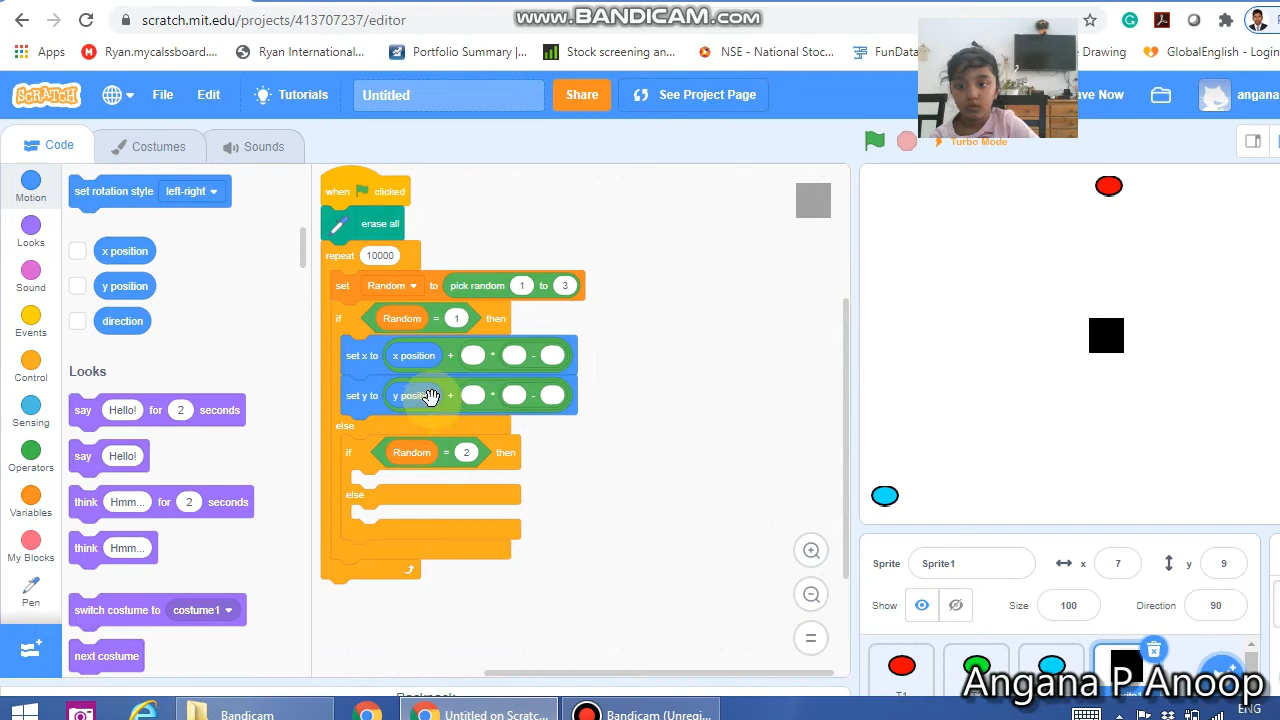 www.BANDICAM.com
scratch.mit.edu/projects/413707237/editor
Apps
Ryan.mycallsboard....
Ryan International...
Portfolio Summary |...
Stock screening an...
NSE - National Stoc...
FunData
Drawing
GlobalEnglish - Login
SCRATCH
File
Edit
Tutorials
Untitled
Share
See Project Page
ve Now
angana
Code
Costumes
Sounds
Turbo Mode
Motion
Looks
Sound
Events
Control
Sensing
Operators
Variables
My Blocks
Pen
set rotation style left-right
x position
y position
direction
Looks
say Hello! for 2 seconds
say Hello!
think Hmm... for 2 seconds
think Hmm...
switch costume to costume1
next costume
when clicked
erase all
repeat 10000
set Random to pick random 1 to 3
if Random = 1 then
set x to x position + * -
set y to y position + * -
else
if Random = 2 then
else
Sprite Sprite1 x 7 y 9
Show Size 100 Direction 90
Angana P Anoop
Bandicam
Untitled on Scratc...
Bandicam (Unregi...
ENG